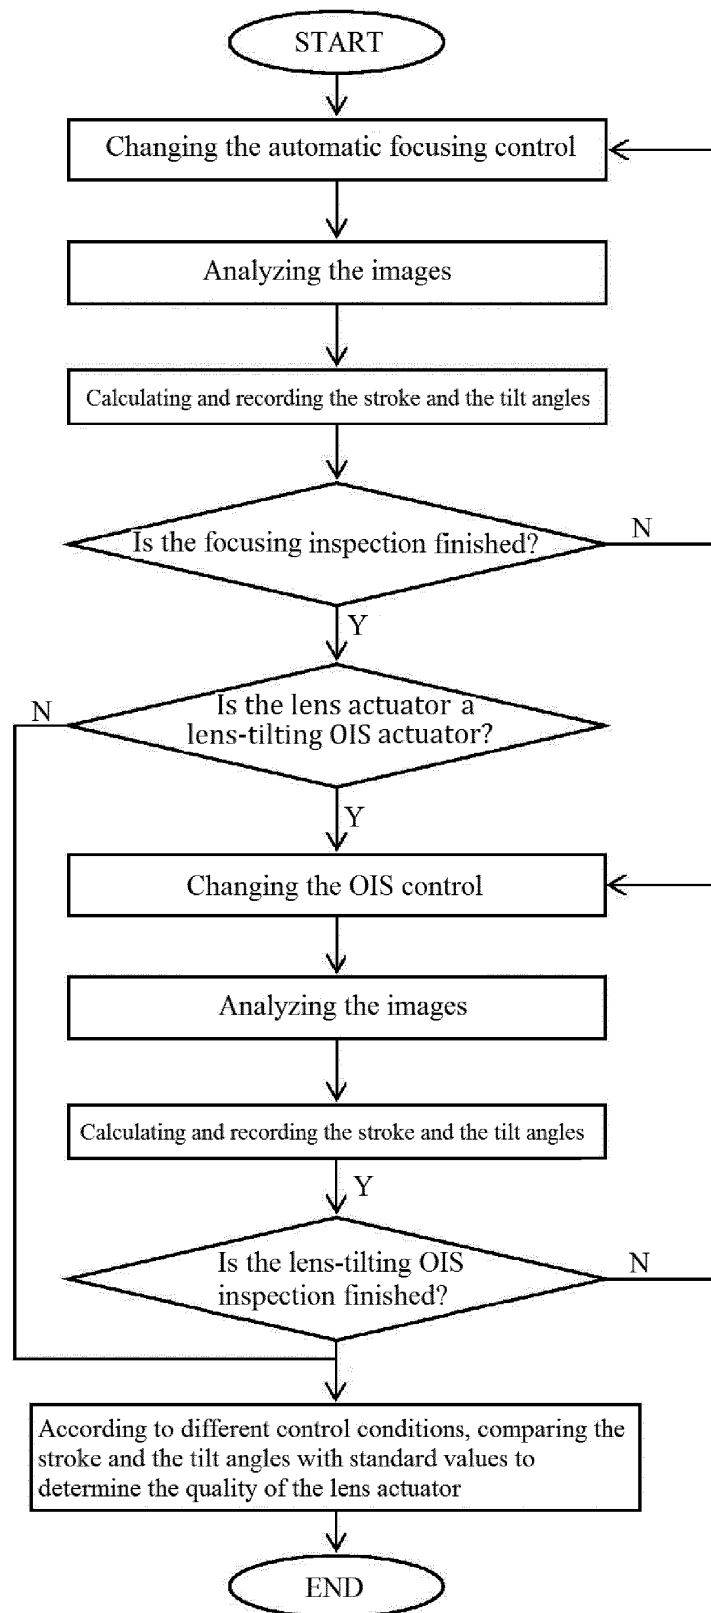 START
Changing the automatic focusing control
Analyzing the images
Calculating and recording the stroke and the tilt angles
Is the focusing inspection finished?
N
Y
Is the lens actuator a
lens-tilting OIS actuator?
N
Y
Changing the OIS control
Analyzing the images
Calculating and recording the stroke and the tilt angles
Y
Is the lens-tilting OIS
inspection finished?
N
According to different control conditions, comparing the
stroke and the tilt angles with standard values to
determine the quality of the lens actuator
END